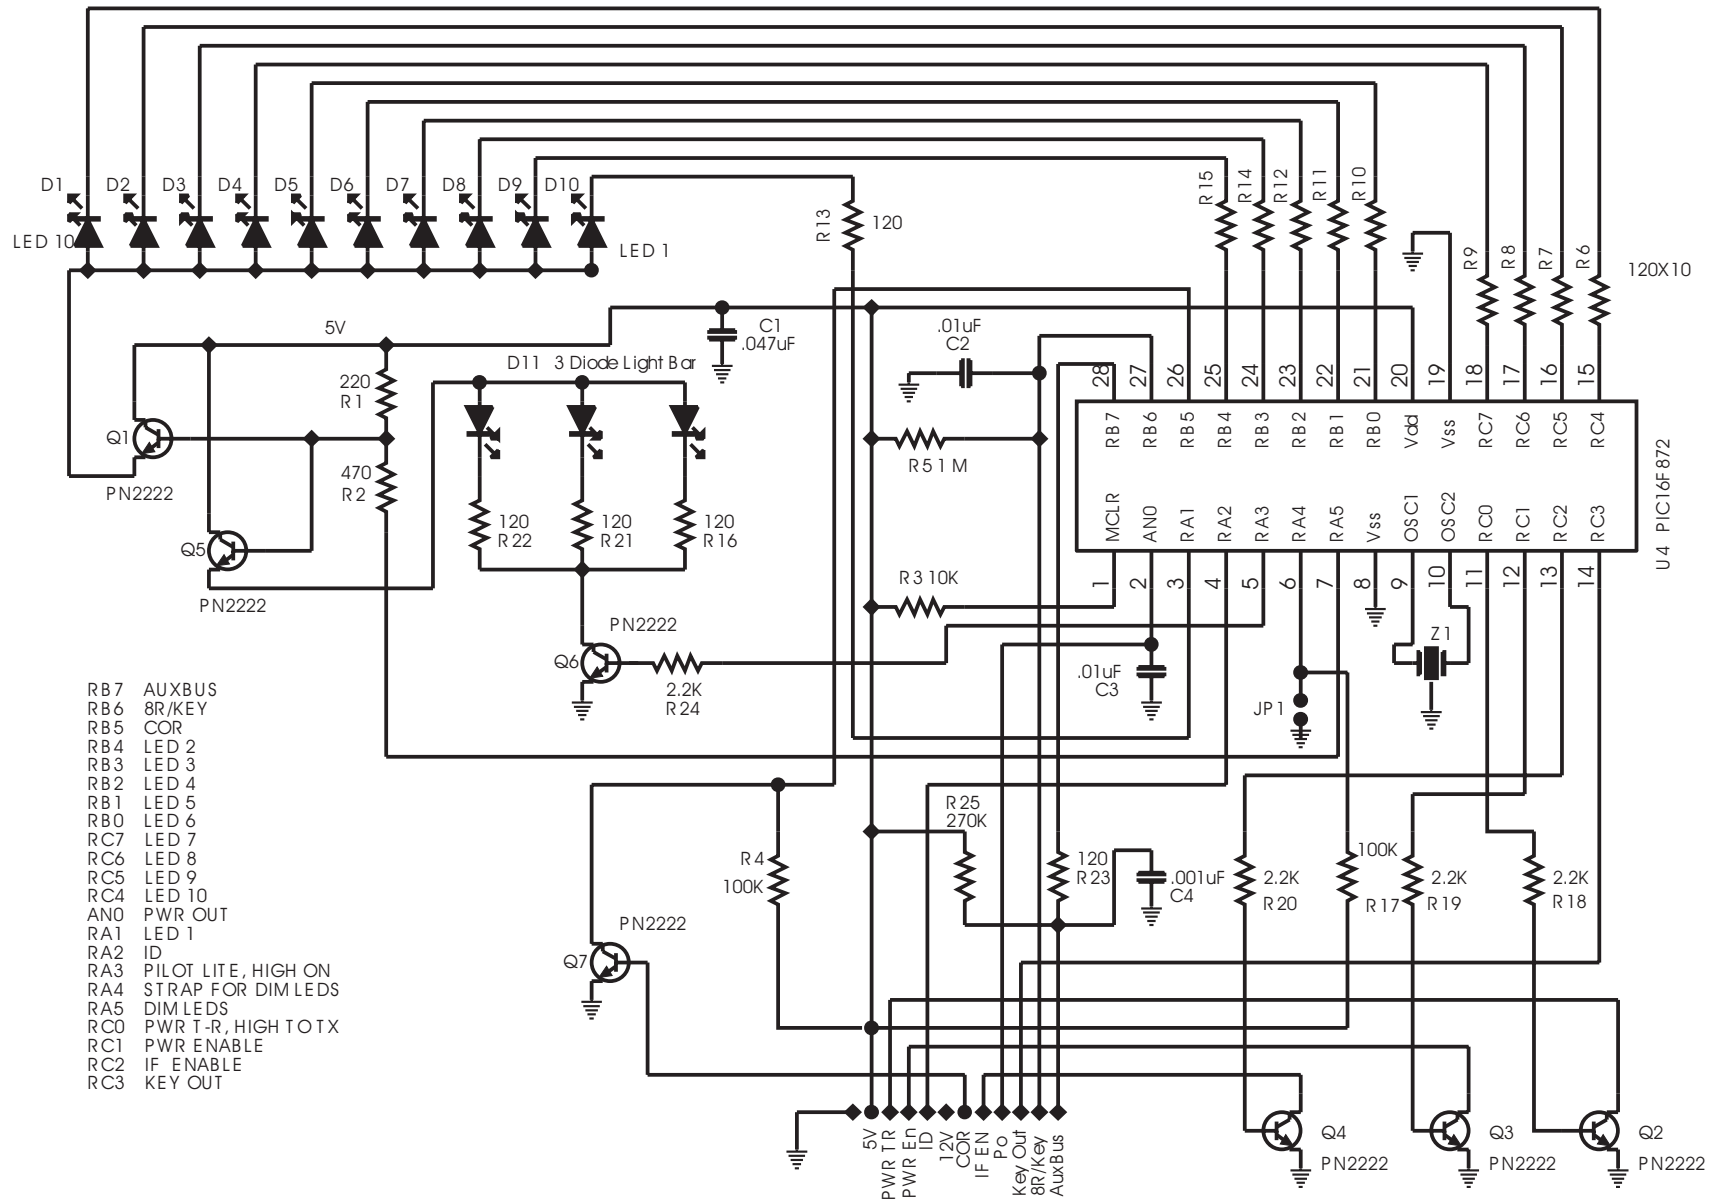 D1 D2 D3 D4 D5 D6 D7 D8 D9 D10
LED 10
LED 1
R13
120
R15
R14
R12
R11
R10
R9
R8
R7
R6
120X10
5V
C1
.047uF
.01uF
C2
D11 3 Diode Light Bar
220
R1
Q1
PN2222
470
R2
R5 1M
120
R22
120
R21
120
R16
Q5
PN2222
28 27 26 25 24 23 22 21 20 19 18 17 16 15
RB7 RB6 RB5 RB4 RB3 RB2 RB1 RB0 Vdd Vss RC7 RC6 RC5 RC4
MCLR AN0 RA1 RA2 RA3 RA4 RA5 Vss OSC1 OSC2 RC0 RC1 RC2 RC3
1 2 3 4 5 6 7 8 9 10 11 12 13 14
U4 PIC16F872
R3 10K
PN2222
Q6
2.2K
R24
.01uF
C3
JP1
Z1
RB7 AUXBUS
RB6 8R/KEY
RB5 COR
RB4 LED 2
RB3 LED 3
RB2 LED 4
RB1 LED 5
RB0 LED 6
RC7 LED 7
RC6 LED 8
RC5 LED 9
RC4 LED 10
AN0 PWR OUT
RA1 LED 1
RA2 ID
RA3 PILOT LITE, HIGH ON
RA4 STRAP FOR DIM LEDS
RA5 DIM LEDS
RC0 PWR T-R, HIGH TO TX
RC1 PWR ENABLE
RC2 IF ENABLE
RC3 KEY OUT
R4
100K
R25
270K
120
R23
.001uF
C4
2.2K
R20
100K
R17
2.2K
R19
2.2K
R18
PN2222
Q7
5V
PWR TR
PWR En
ID
12V
COR
IF EN
Po
Key Out
8R/Key
AuxBus
Q4
PN2222
Q3
PN2222
Q2
PN2222